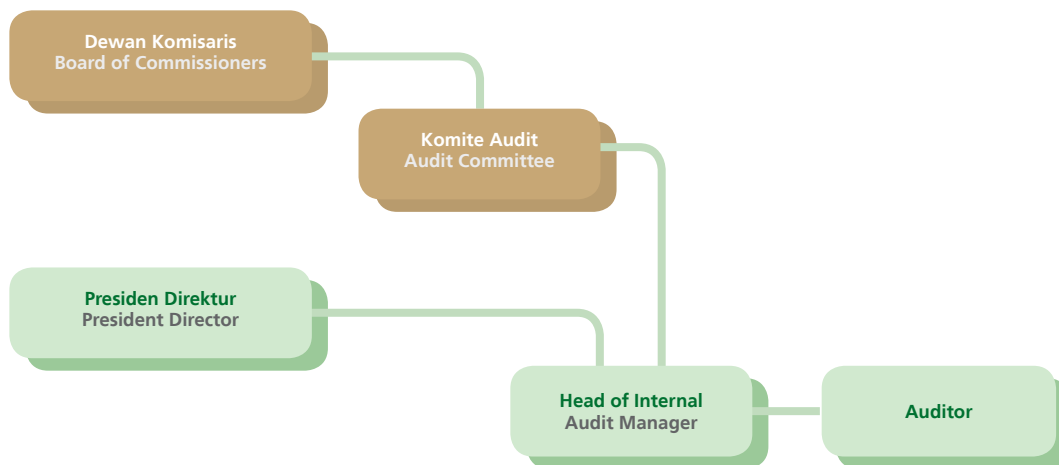 Dewan Komisaris
Board of Commissioners
Komite Audit
Audit Committee
Presiden Direktur
President Director
Head of Internal
Audit Manager
Auditor